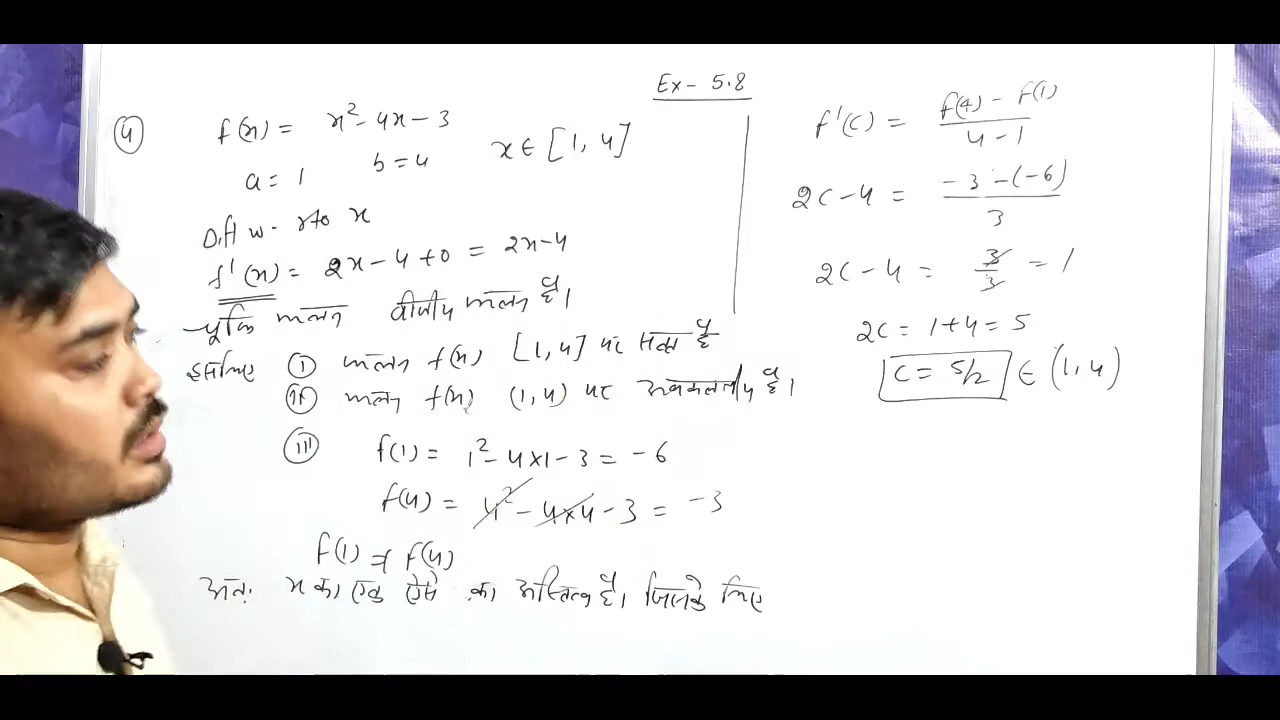 Ex- 5.8
(4) f(x) = x²- 4x - 3
a = 1 b = 4 x ∈ [1, 4]
Diff w- r to x
f'(x) = 2x - 4 + 0 = 2x-4
चूकि फलन फलन है।
इसलिए (i) फलन f(x) [1, 4] पर सतत है
(ii) फलन f(x) (1, 4) पर अवकलनीय है।
(iii) f(1) = 1²- 4×1 - 3 = -6
f(4) = 4² - 4×4 - 3 = -3
f(1) ≠ f(4)
अतः x का एक ऐसे का अस्तित्व है। जिसके लिए
f'(c) = f(4) - f(1) / 4 - 1
2c - 4 = -3 -(-6) / 3
2c - 4 = 3/3 = 1
2c = 1+4 = 5
c = 5/2 ∈ (1, 4)